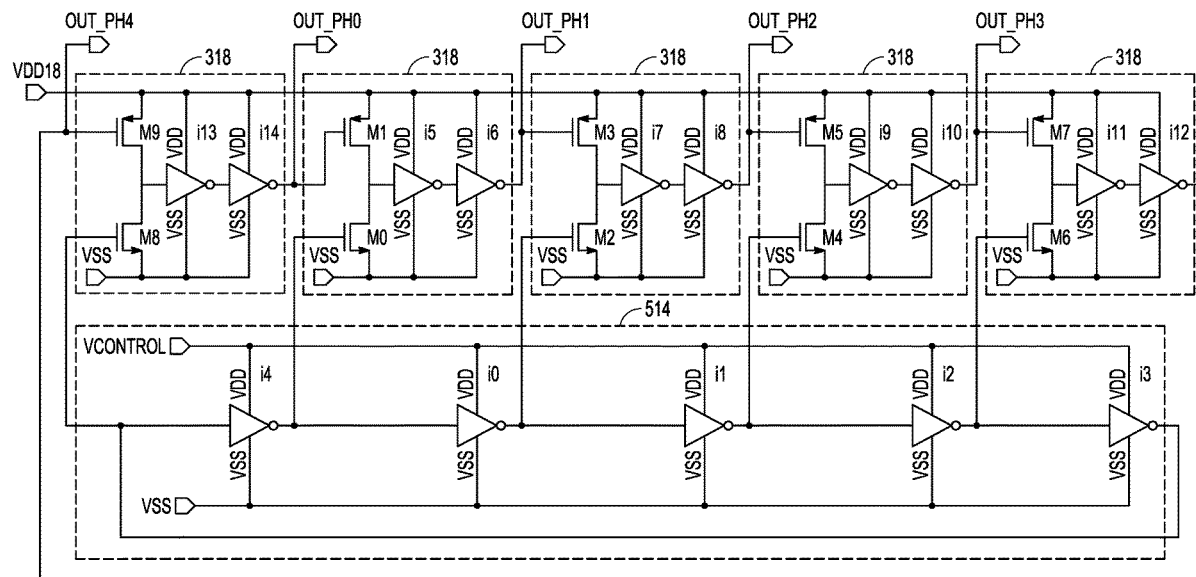 OUT_PH4 OUT_PH0 OUT_PH1 OUT_PH2 OUT_PH3
318 318 318 318 318
VDD18
M9 VDD i13 VDD i14 M1 VDD i5 VDD i6 M3 VDD i7 VDD i8 M5 VDD i9 VDD i10 M7 VDD i11 VDD i12
M8 VSS VSS M0 VSS VSS M2 VSS VSS M4 VSS VSS M6 VSS VSS
VSS VSS VSS VSS VSS
514
VCONTROL
VDD i4 VDD i0 VDD i1 VDD i2 VDD i3
VSS VSS VSS VSS VSS
VSS